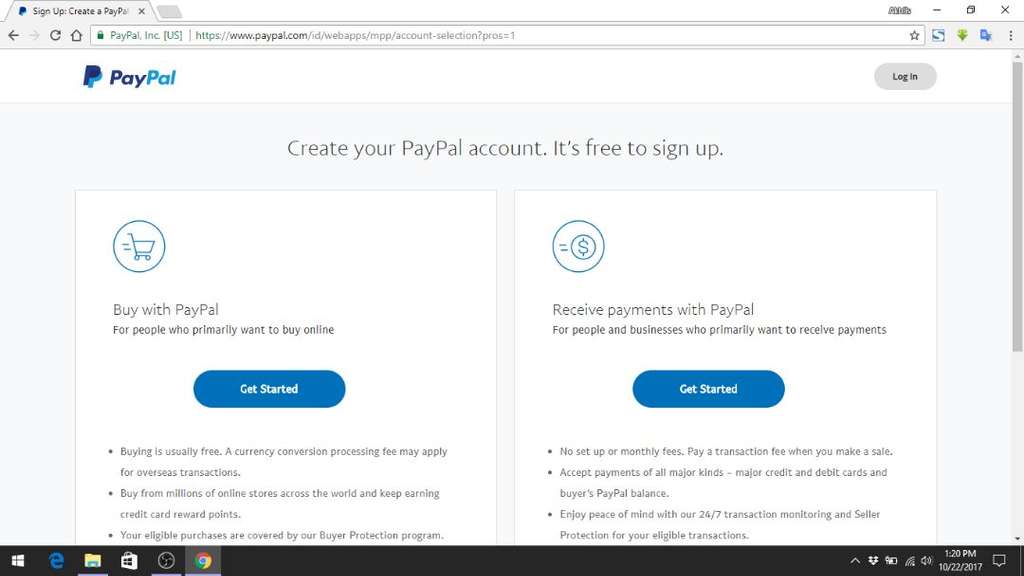 Sign Up: Create a PayPal
PayPal, Inc. [US]
https://www.paypal.com/id/webapps/mpp/account-selection?pros=1
PayPal
Log In
Create your PayPal account. It's free to sign up.
Buy with PayPal
For people who primarily want to buy online
Get Started
Buying is usually free. A currency conversion processing fee may apply
for overseas transactions.
Buy from millions of online stores across the world and keep earning
credit card reward points.
Your eligible purchases are covered by our Buyer Protection program.
Receive payments with PayPal
For people and businesses who primarily want to receive payments
Get Started
No set up or monthly fees. Pay a transaction fee when you make a sale.
Accept payments of all major kinds – major credit and debit cards and
buyer's PayPal balance.
Enjoy peace of mind with our 24/7 transaction monitoring and Seller
Protection for your eligible transactions.
1:20 PM
10/22/2017